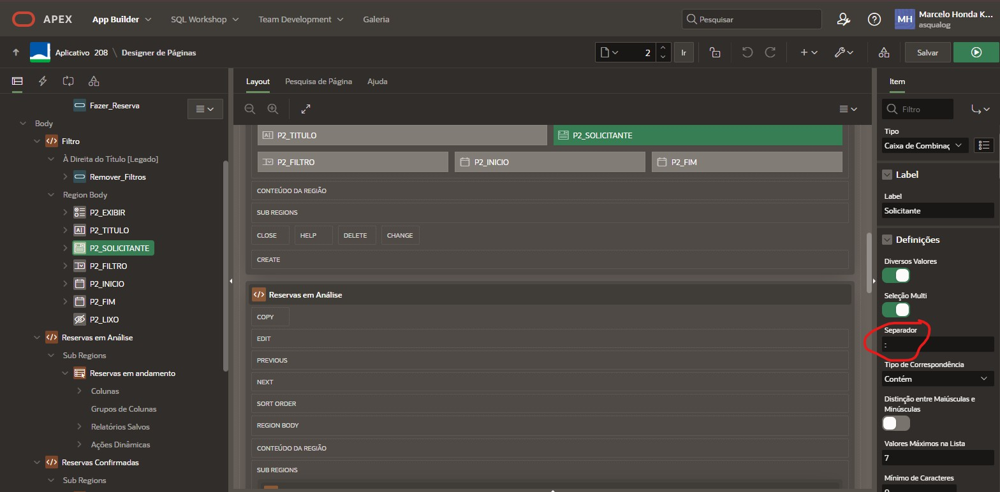 APEX
App Builder
SQL Workshop
Team Development
Galeria
Pesquisar
MH
Marcelo Honda K...
asqualog
Aplicativo 208 \ Designer de Páginas
2
Ir
Salvar
Fazer_Reserva
Body
Filtro
À Direita do Título [Legado]
Remover_Filtros
Region Body
P2_EXIBIR
P2_TITULO
P2_SOLICITANTE
P2_FILTRO
P2_INICIO
P2_FIM
P2_LIXO
Reservas em Análise
Sub Regions
Reservas em andamento
Colunas
Grupos de Colunas
Relatórios Salvos
Ações Dinâmicas
Reservas Confirmadas
Sub Regions
Layout
Pesquisa de Página
Ajuda
P2_TITULO
P2_SOLICITANTE
P2_FILTRO
P2_INICIO
P2_FIM
CONTEÚDO DA REGIÃO
SUB REGIONS
CLOSE
HELP
DELETE
CHANGE
CREATE
Reservas em Análise
COPY
EDIT
PREVIOUS
NEXT
SORT ORDER
REGION BODY
CONTEÚDO DA REGIÃO
SUB REGIONS
Item
Filtro
Tipo
Caixa de Combinaç
Label
Label
Solicitante
Definições
Diversos Valores
Seleção Multi
Separador
:
Tipo de Correspondência
Contém
Distinção entre Maiúsculas e
Minúsculas
Valores Máximos na Lista
7
Mínimo de Caracteres